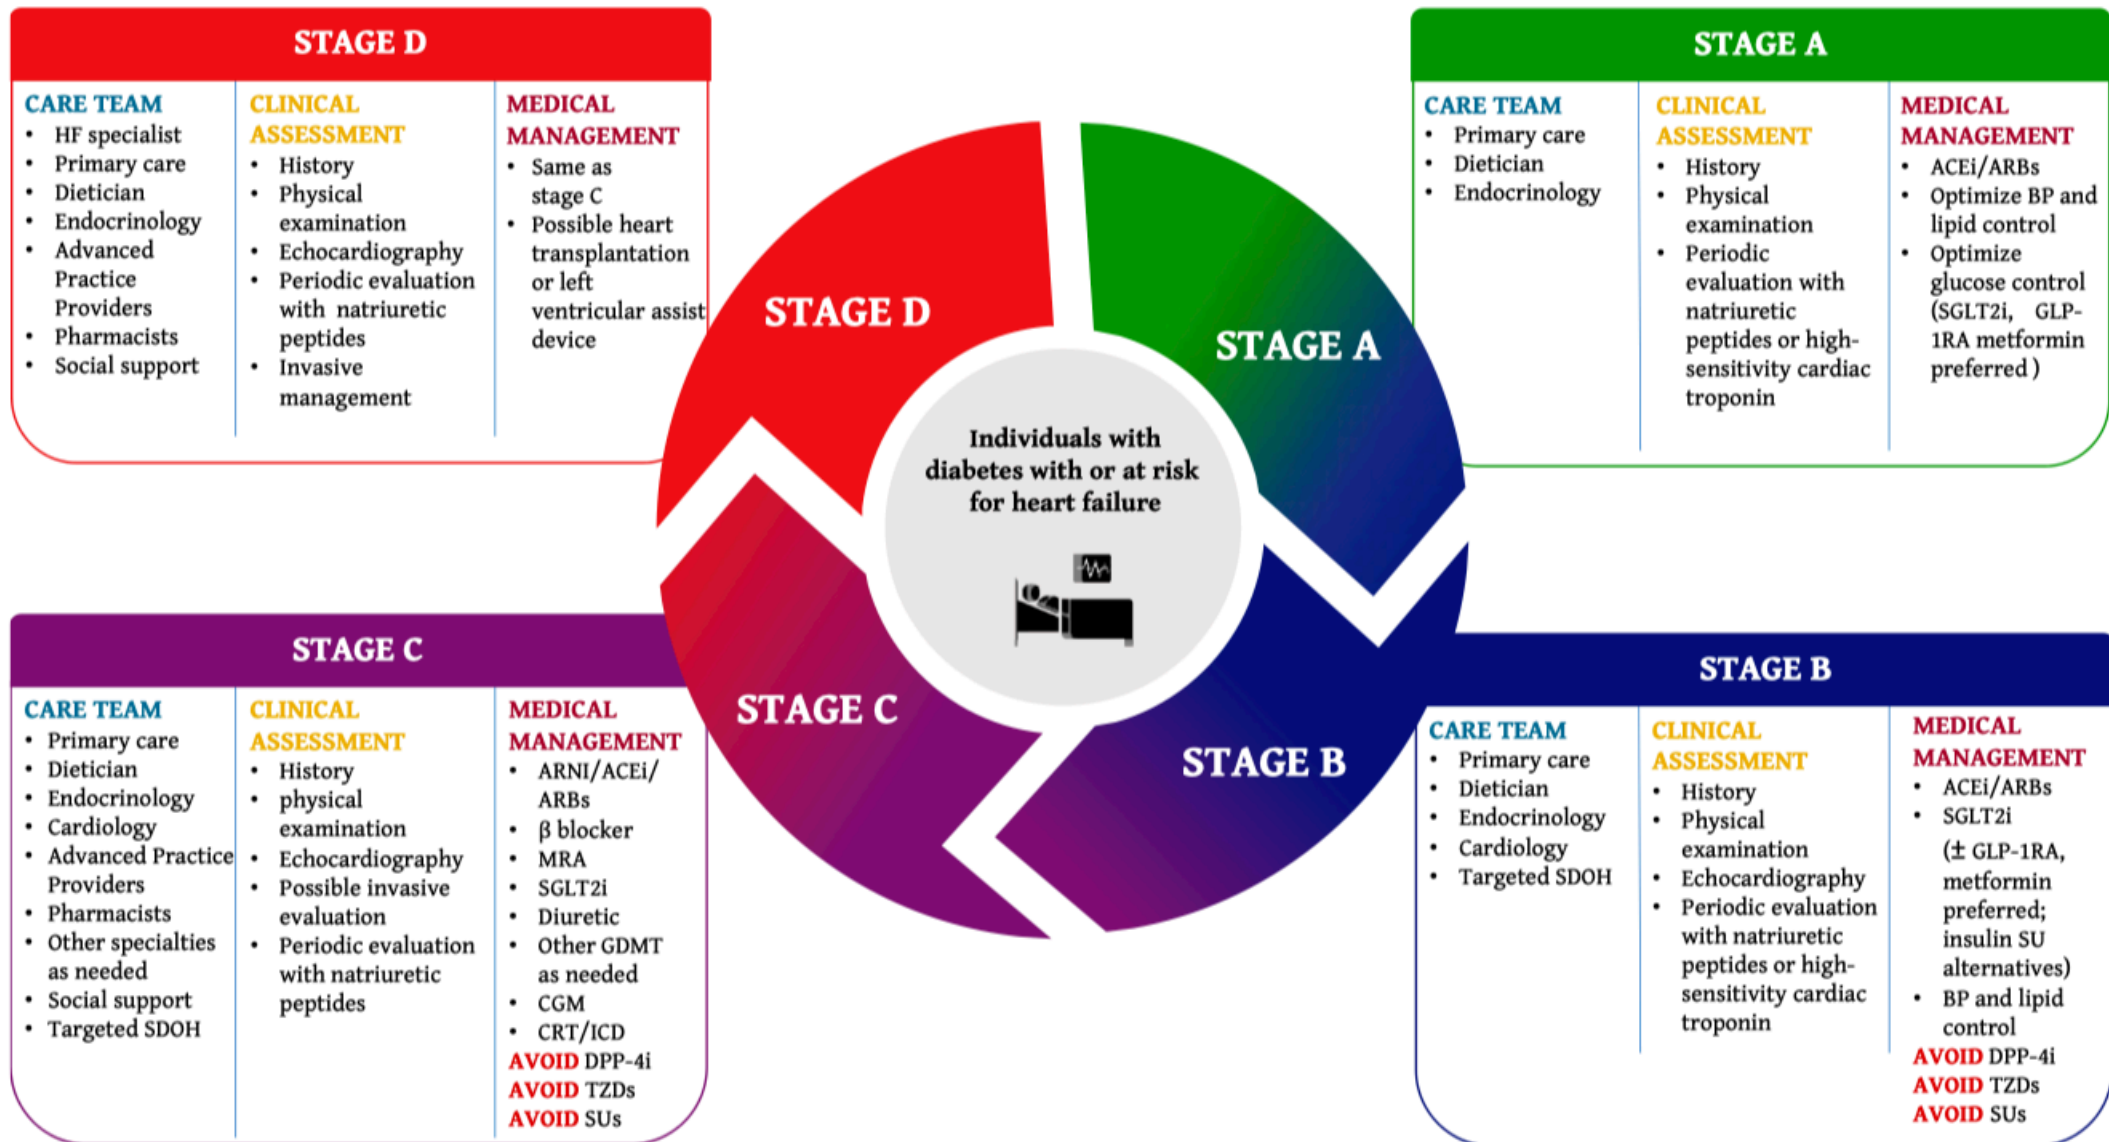 STAGE D
CARE TEAM
• HF specialist
• Primary care
• Dietician
• Endocrinology
• Advanced
Practice
Providers
• Pharmacists
• Social support
CLINICAL
ASSESSMENT
• History
• Physical
examination
• Echocardiography
• Periodic evaluation
with natriuretic
peptides
• Invasive
management
MEDICAL
MANAGEMENT
• Same as
stage C
• Possible heart
transplantation
or left
ventricular assist
device
STAGE A
CARE TEAM
• Primary care
• Dietician
• Endocrinology
CLINICAL
ASSESSMENT
• History
• Physical
examination
• Periodic
evaluation with
natriuretic
peptides or high-
sensitivity cardiac
troponin
MEDICAL
MANAGEMENT
• ACEi/ARBs
• Optimize BP and
lipid control
• Optimize
glucose control
(SGLT2i, GLP-
1RA metformin
preferred )
STAGE D
STAGE A
Individuals with
diabetes with or at risk
for heart failure
STAGE C
STAGE B
STAGE C
CARE TEAM
• Primary care
• Dietician
• Endocrinology
• Cardiology
• Advanced Practice
Providers
• Pharmacists
• Other specialties
as needed
• Social support
• Targeted SDOH
CLINICAL
ASSESSMENT
• History
• physical
examination
• Echocardiography
• Possible invasive
evaluation
• Periodic evaluation
with natriuretic
peptides
MEDICAL
MANAGEMENT
• ARNI/ACEi/
ARBs
• β blocker
• MRA
• SGLT2i
• Diuretic
• Other GDMT
as needed
• CGM
• CRT/ICD
AVOID DPP-4i
AVOID TZDs
AVOID SUs
STAGE B
CARE TEAM
• Primary care
• Dietician
• Endocrinology
• Cardiology
• Targeted SDOH
CLINICAL
ASSESSMENT
• History
• Physical
examination
• Echocardiography
• Periodic evaluation
with natriuretic
peptides or high-
sensitivity cardiac
troponin
MEDICAL
MANAGEMENT
• ACEi/ARBs
• SGLT2i
(± GLP-1RA,
metformin
preferred;
insulin SU
alternatives)
• BP and lipid
control
AVOID DPP-4i
AVOID TZDs
AVOID SUs